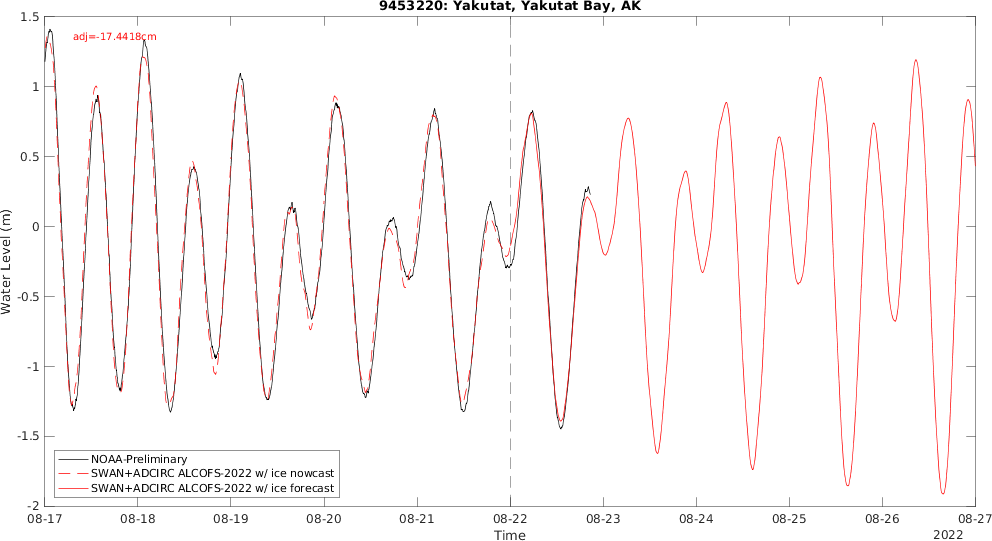 9453220: Yakutat, Yakutat Bay, AK
adj=-17.4418cm
Water Level (m)
1.5
1
0.5
0
-0.5
-1
-1.5
-2
NOAA-Preliminary
SWAN+ADCIRC ALCOFS-2022 w/ ice nowcast
SWAN+ADCIRC ALCOFS-2022 w/ ice forecast
08-17 08-18 08-19 08-20 08-21 08-22 08-23 08-24 08-25 08-26 08-27
Time
2022